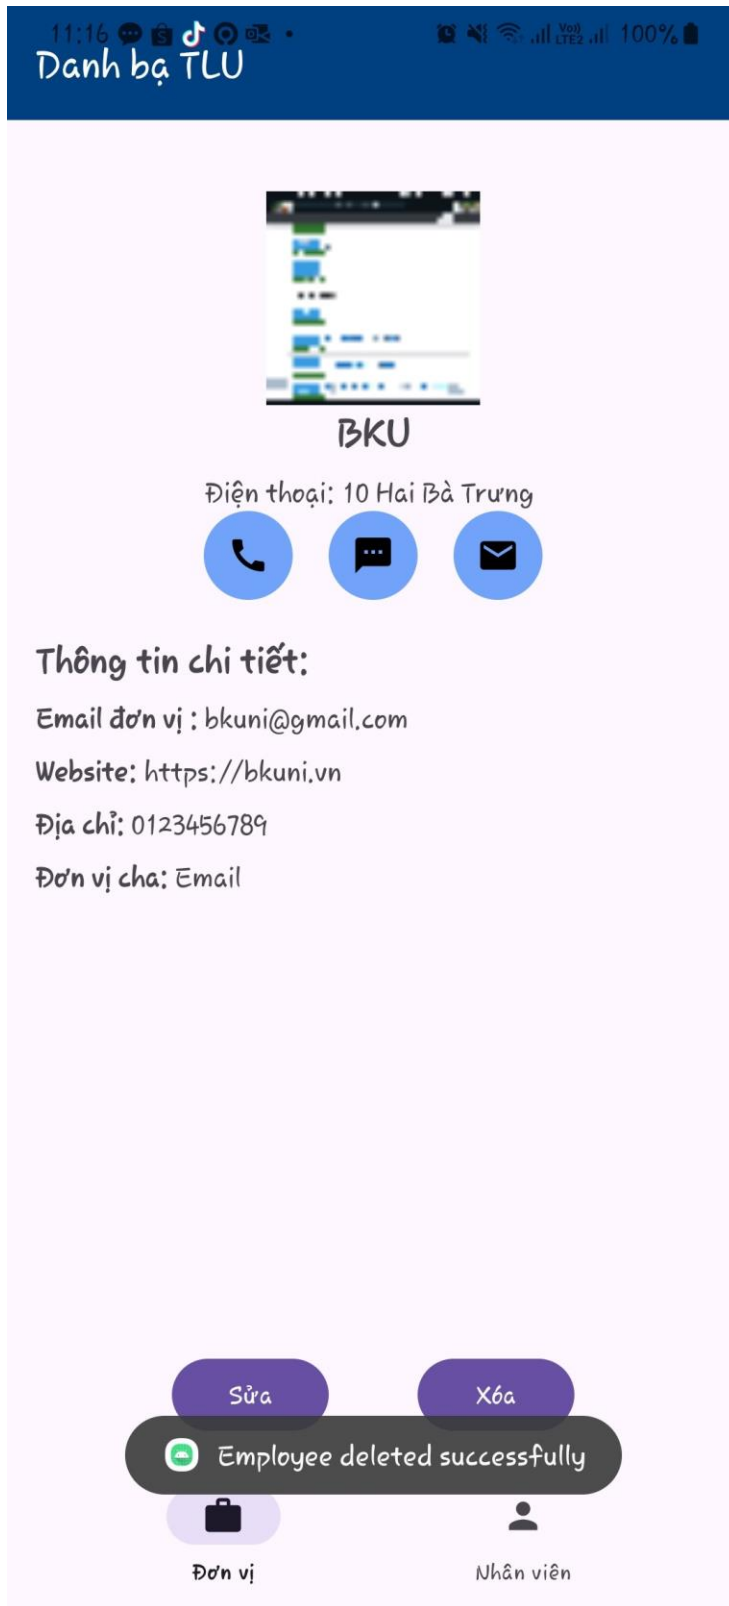 11:16
Vo)) LTE2 100%
Danh bạ TLU
BKU
Điện thoại: 10 Hai Bà Trưng
Thông tin chi tiết:
Email đơn vị : bkuni@gmail.com
Website: https://bkuni.vn
Địa chỉ: 0123456789
Đơn vị cha: Email
Sửa
Xóa
Employee deleted successfully
Đơn vị
Nhân viên